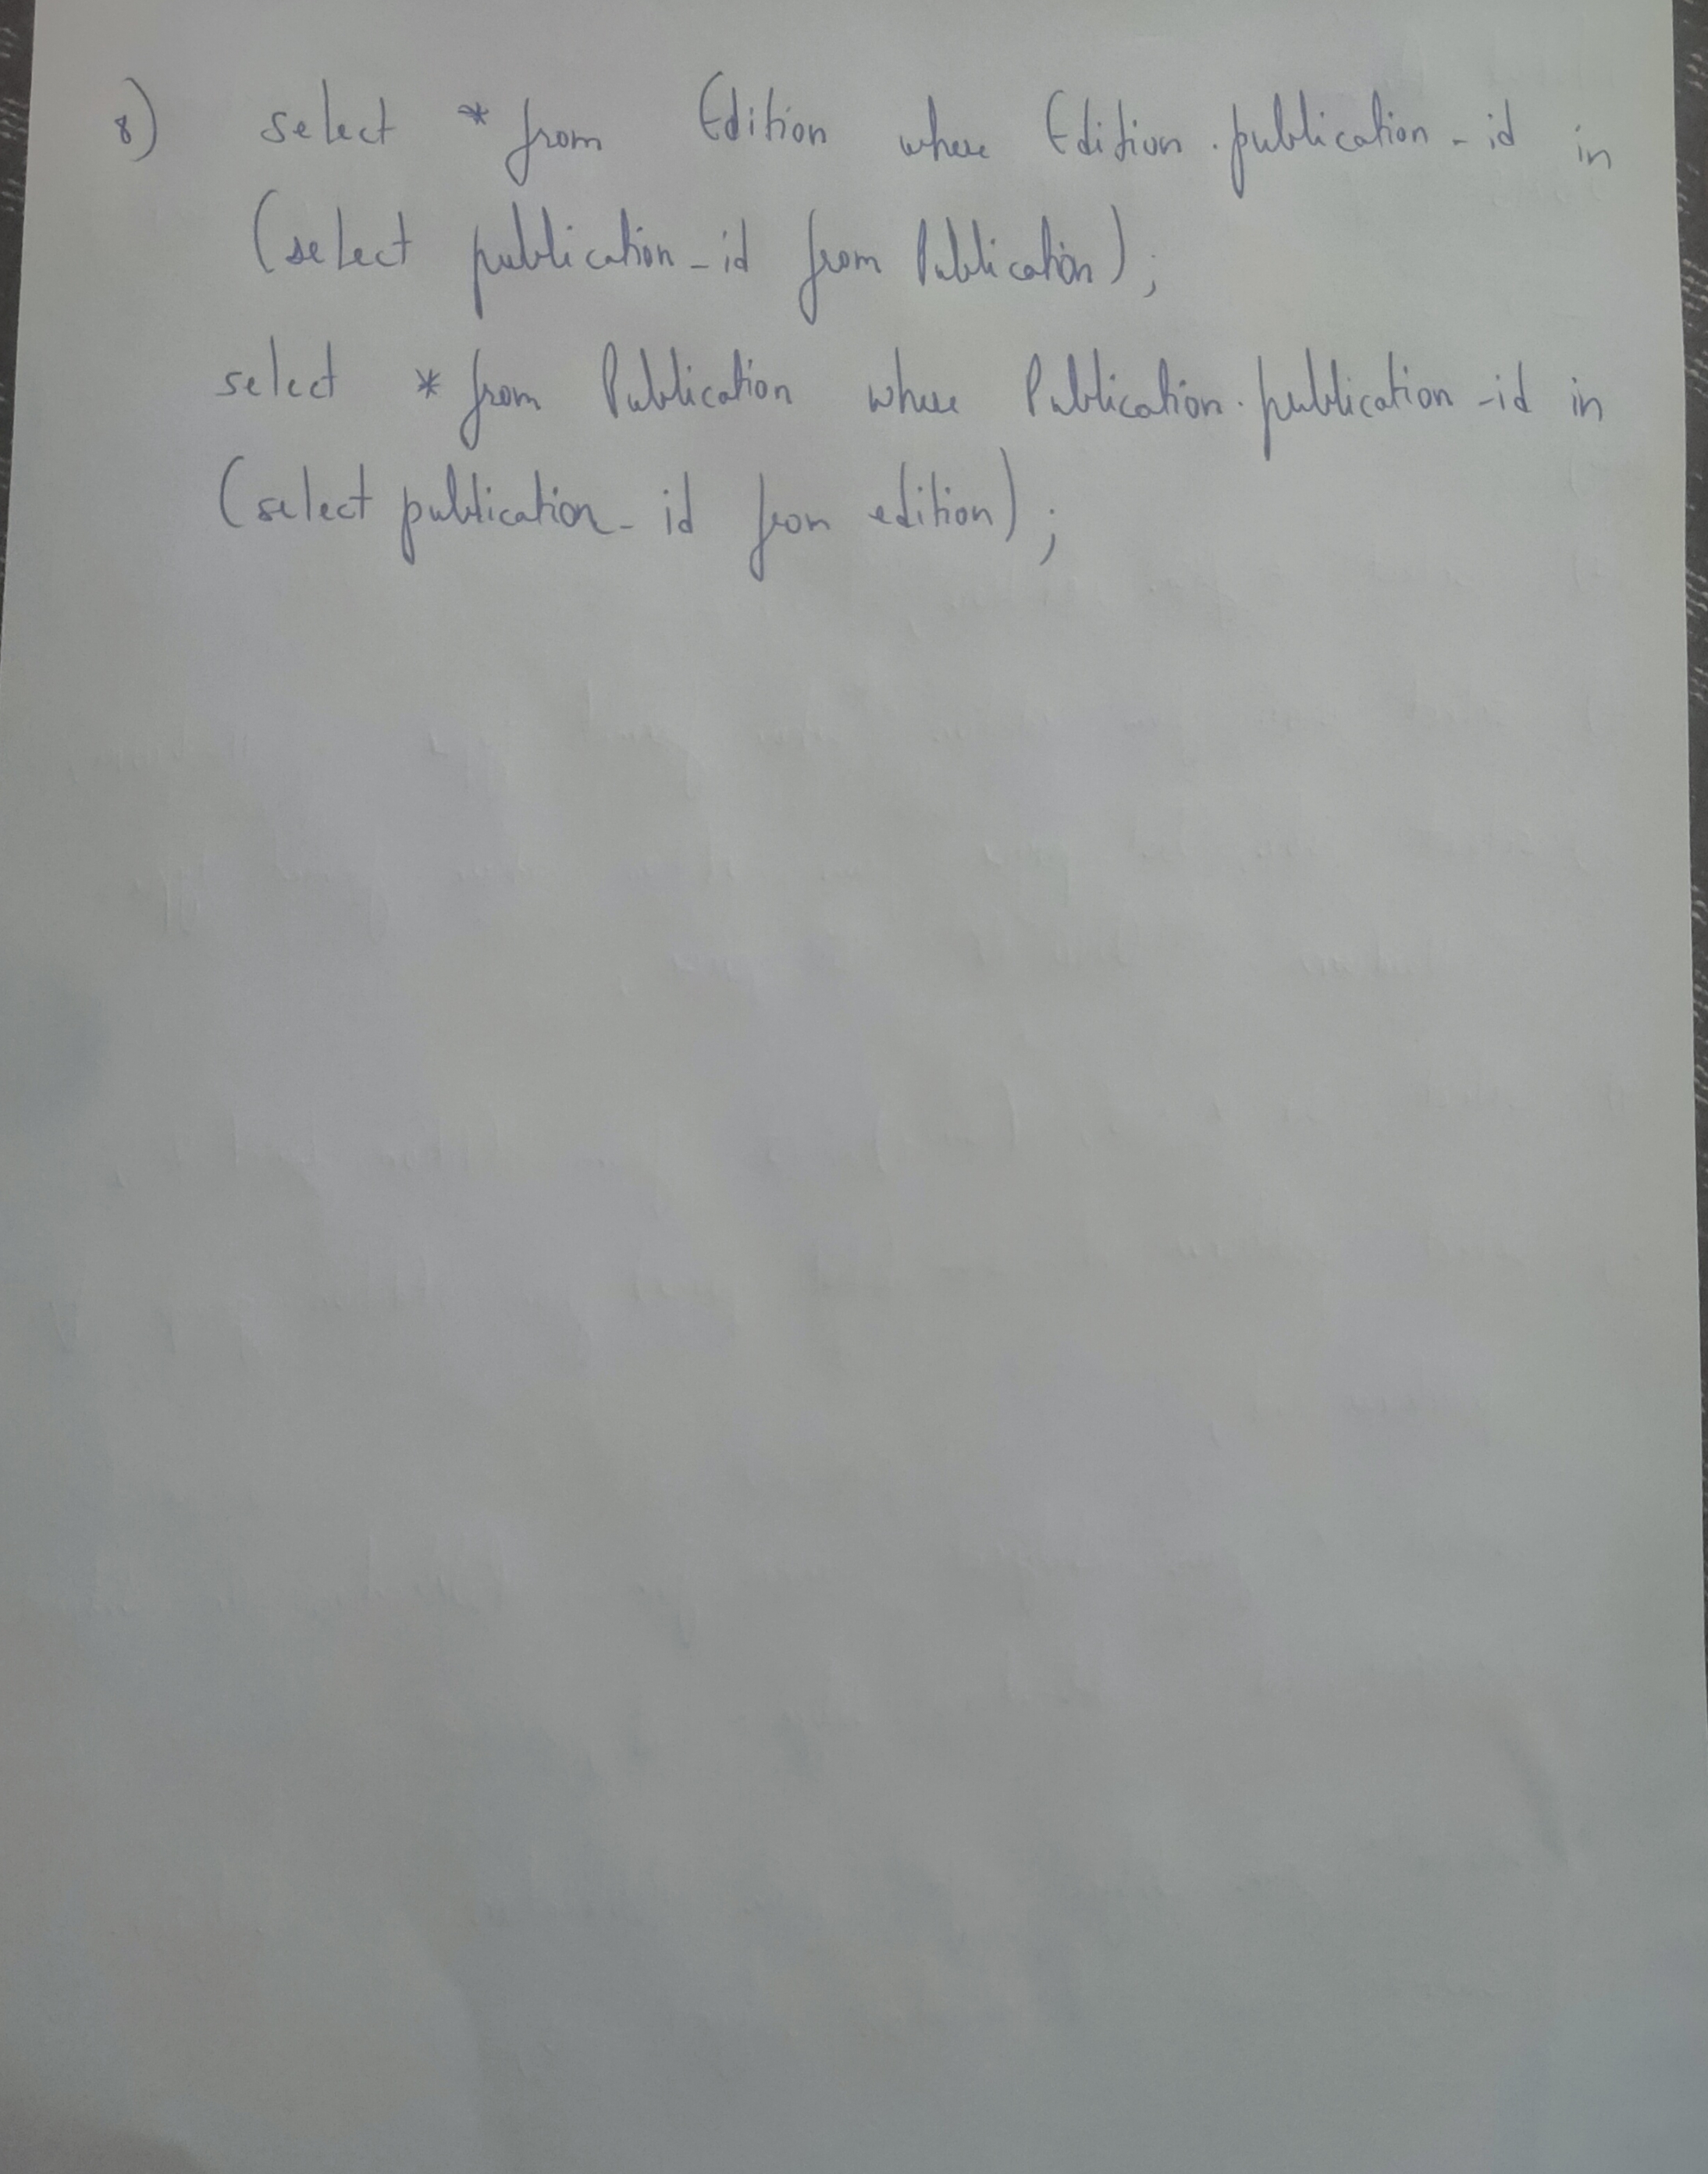 8) select * from Edition where Edition.publication_id in
(select publication_id from Publication);
select * from Publication where Publication.publication_id in
(select publication_id from edition);